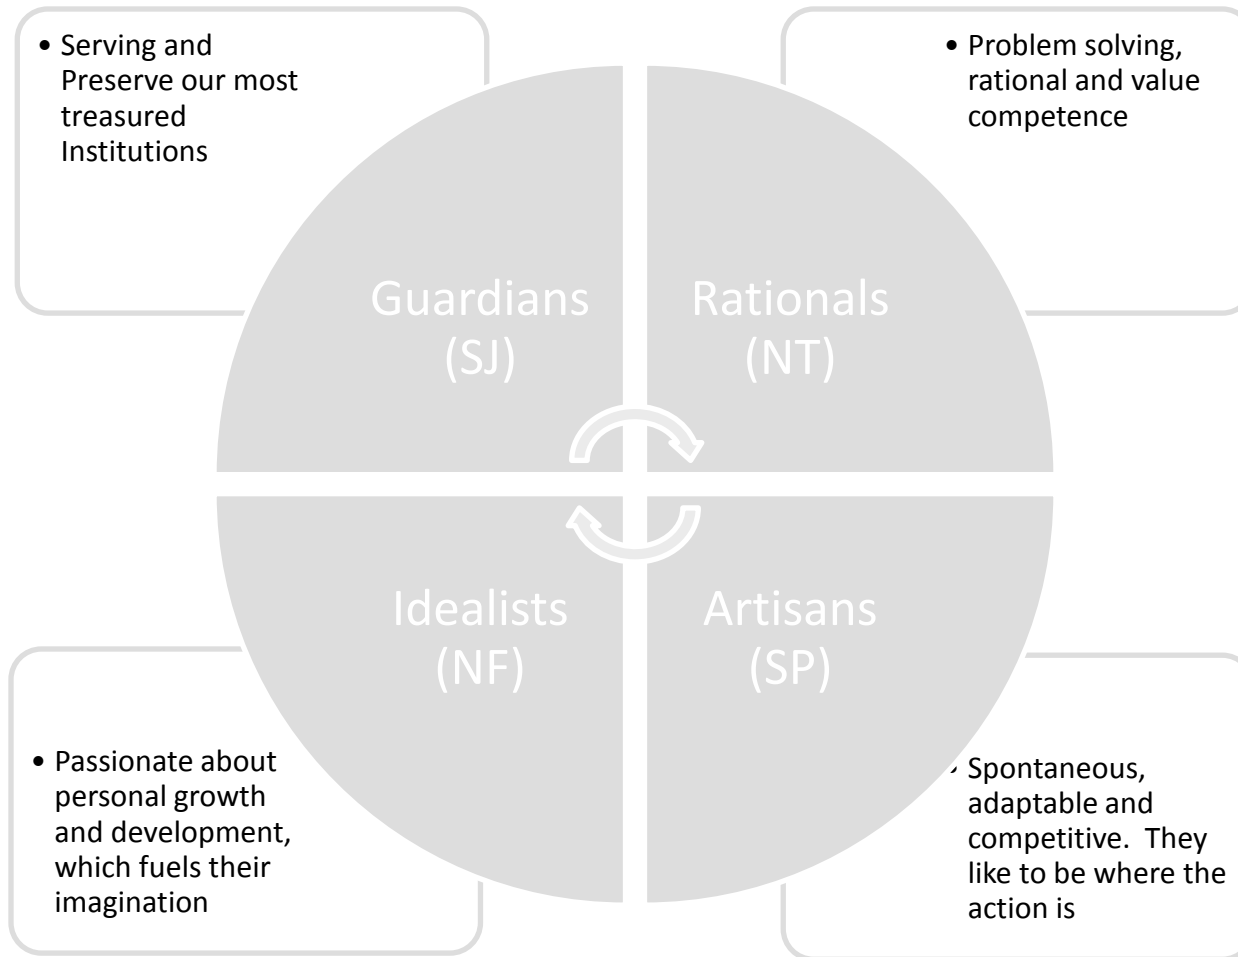 • Serving and
Preserve our most
treasured
Institutions
• Problem solving,
rational and value
competence
Guardians
(SJ)
Rationals
(NT)
Idealists
(NF)
Artisans
(SP)
• Passionate about
personal growth
and development,
which fuels their
imagination
• Spontaneous,
adaptable and
competitive.  They
like to be where the
action is